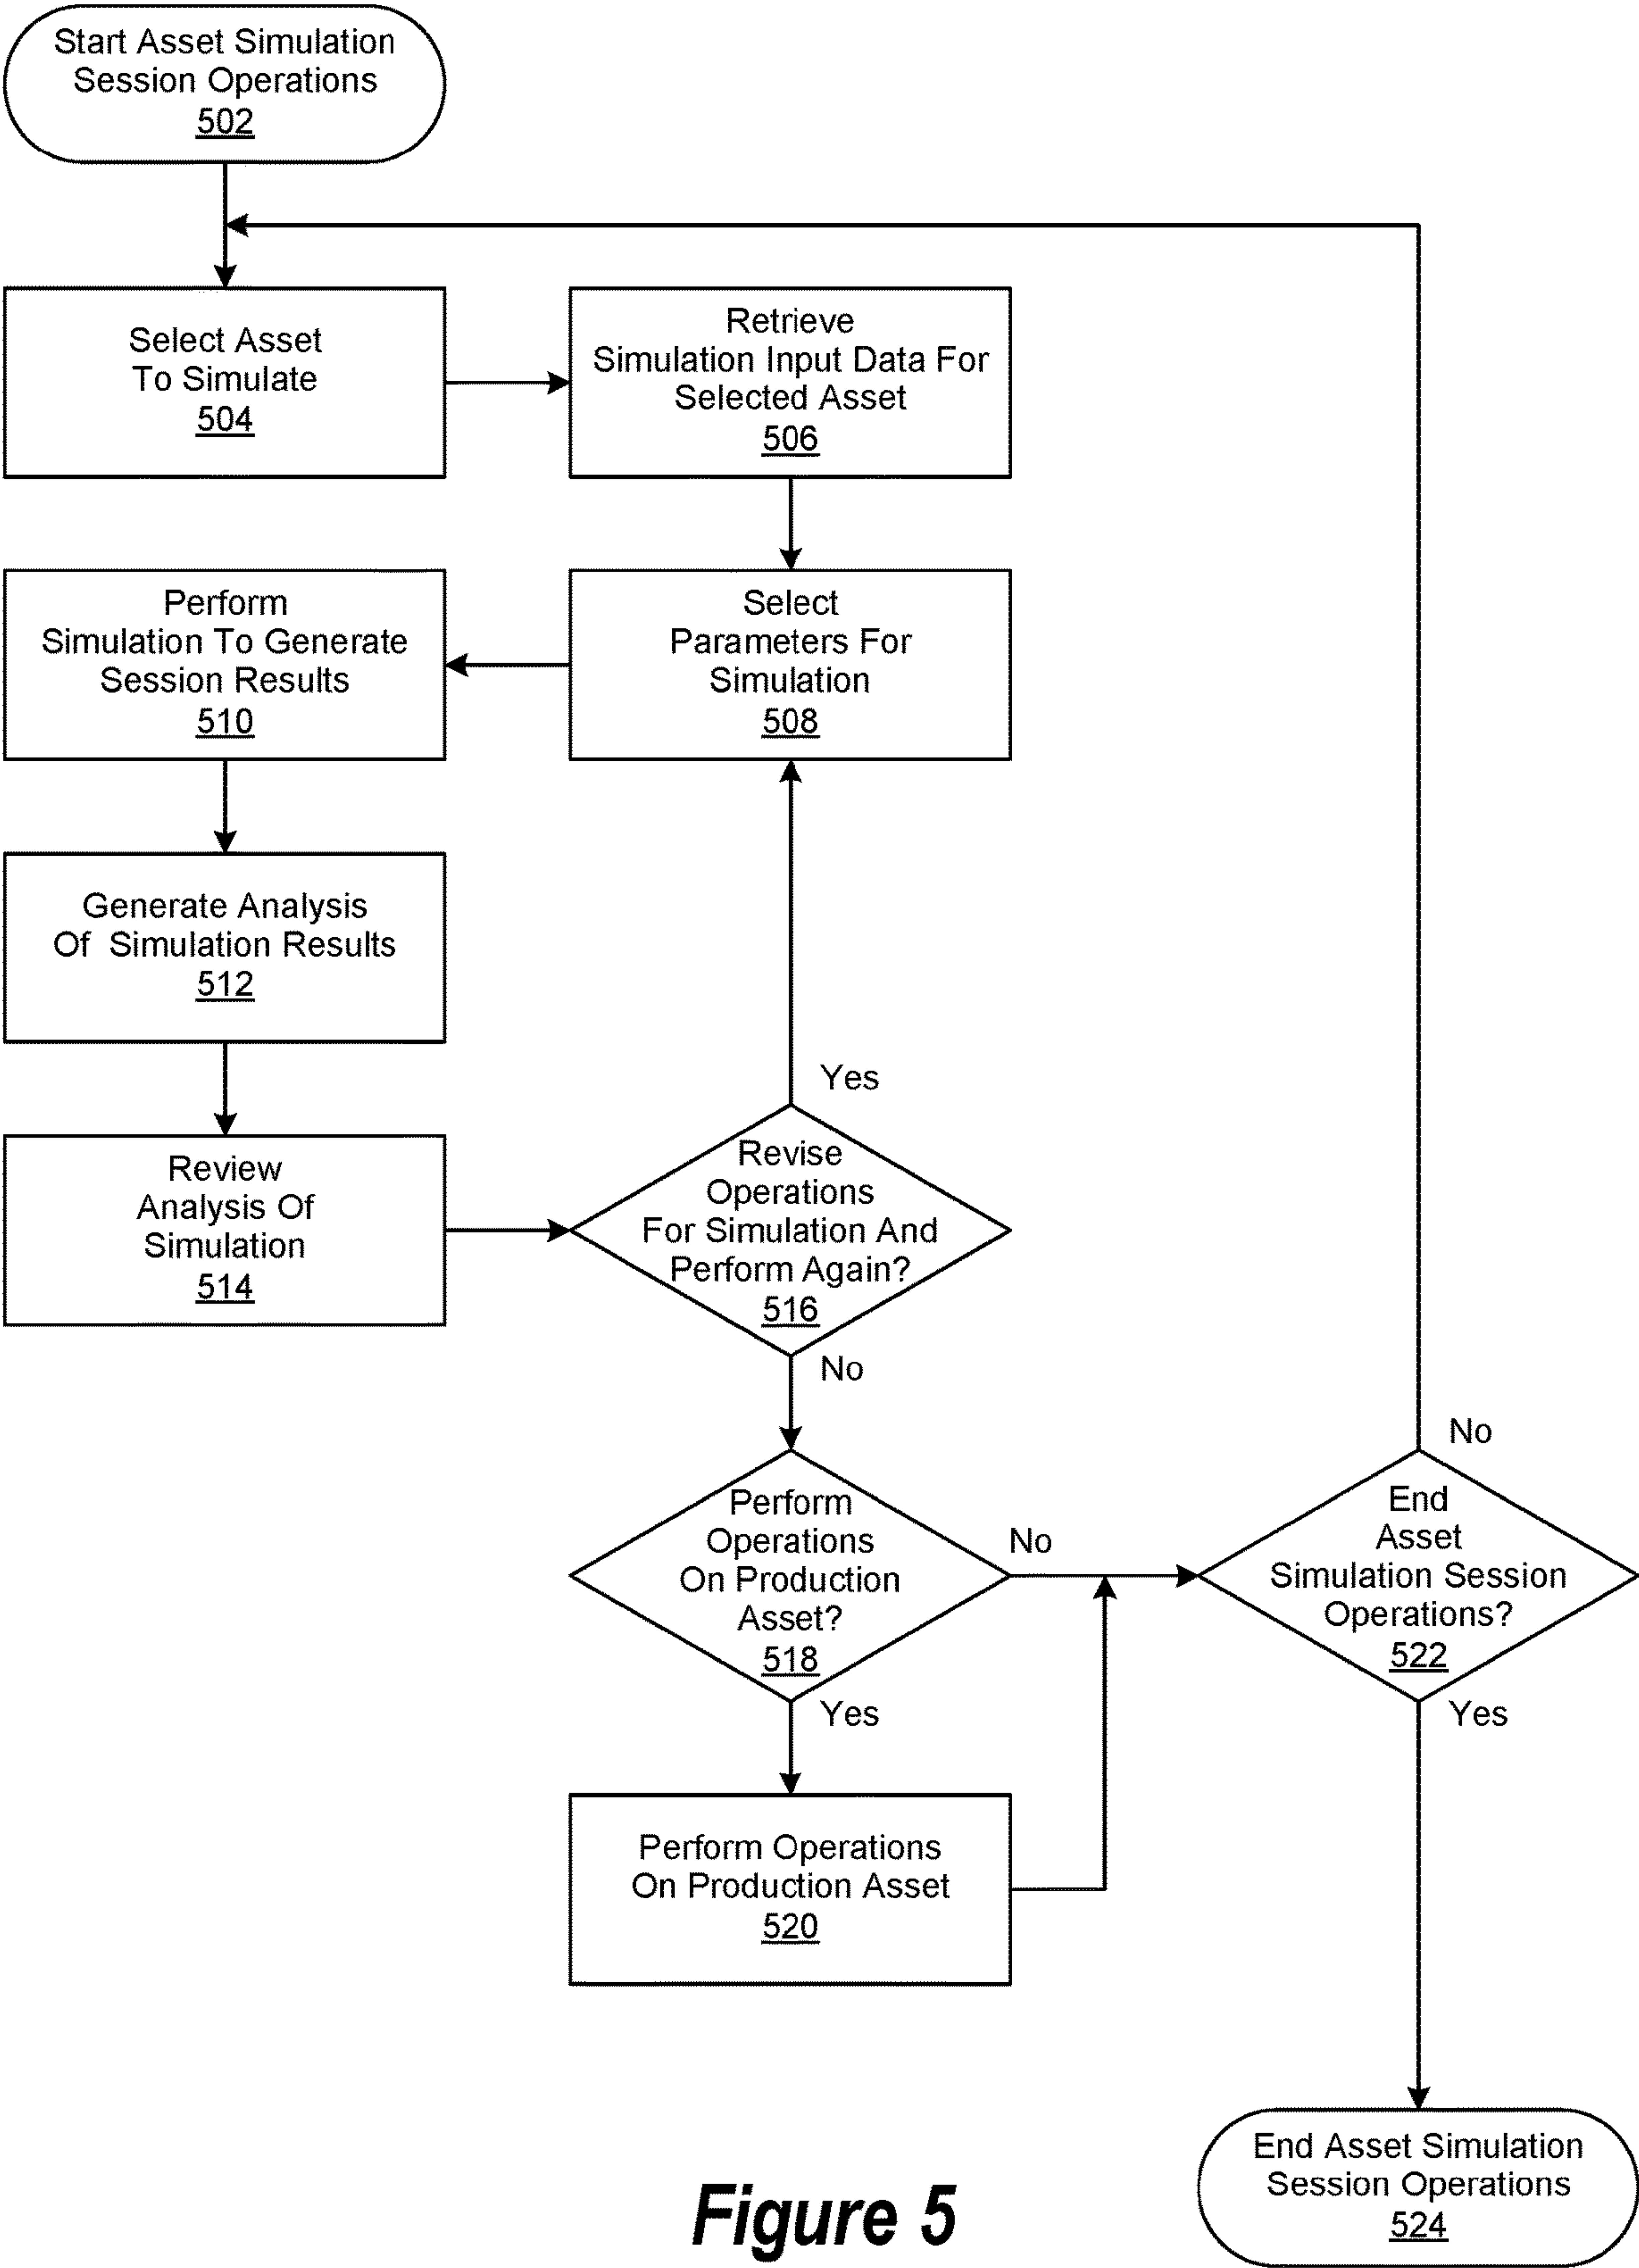 Start Asset Simulation
Session Operations
502
Select Asset
To Simulate
504
Retrieve
Simulation Input Data For
Selected Asset
506
Perform
Simulation To Generate
Session Results
510
Select
Parameters For
Simulation
508
Generate Analysis
Of Simulation Results
512
Yes
Review
Analysis Of
Simulation
514
Revise
Operations
For Simulation And
Perform Again?
516
No
No
Perform
Operations
On Production
Asset?
518
No
End
Asset
Simulation Session
Operations?
522
Yes
Yes
Perform Operations
On Production Asset
520
End Asset Simulation
Session Operations
524
Figure 5